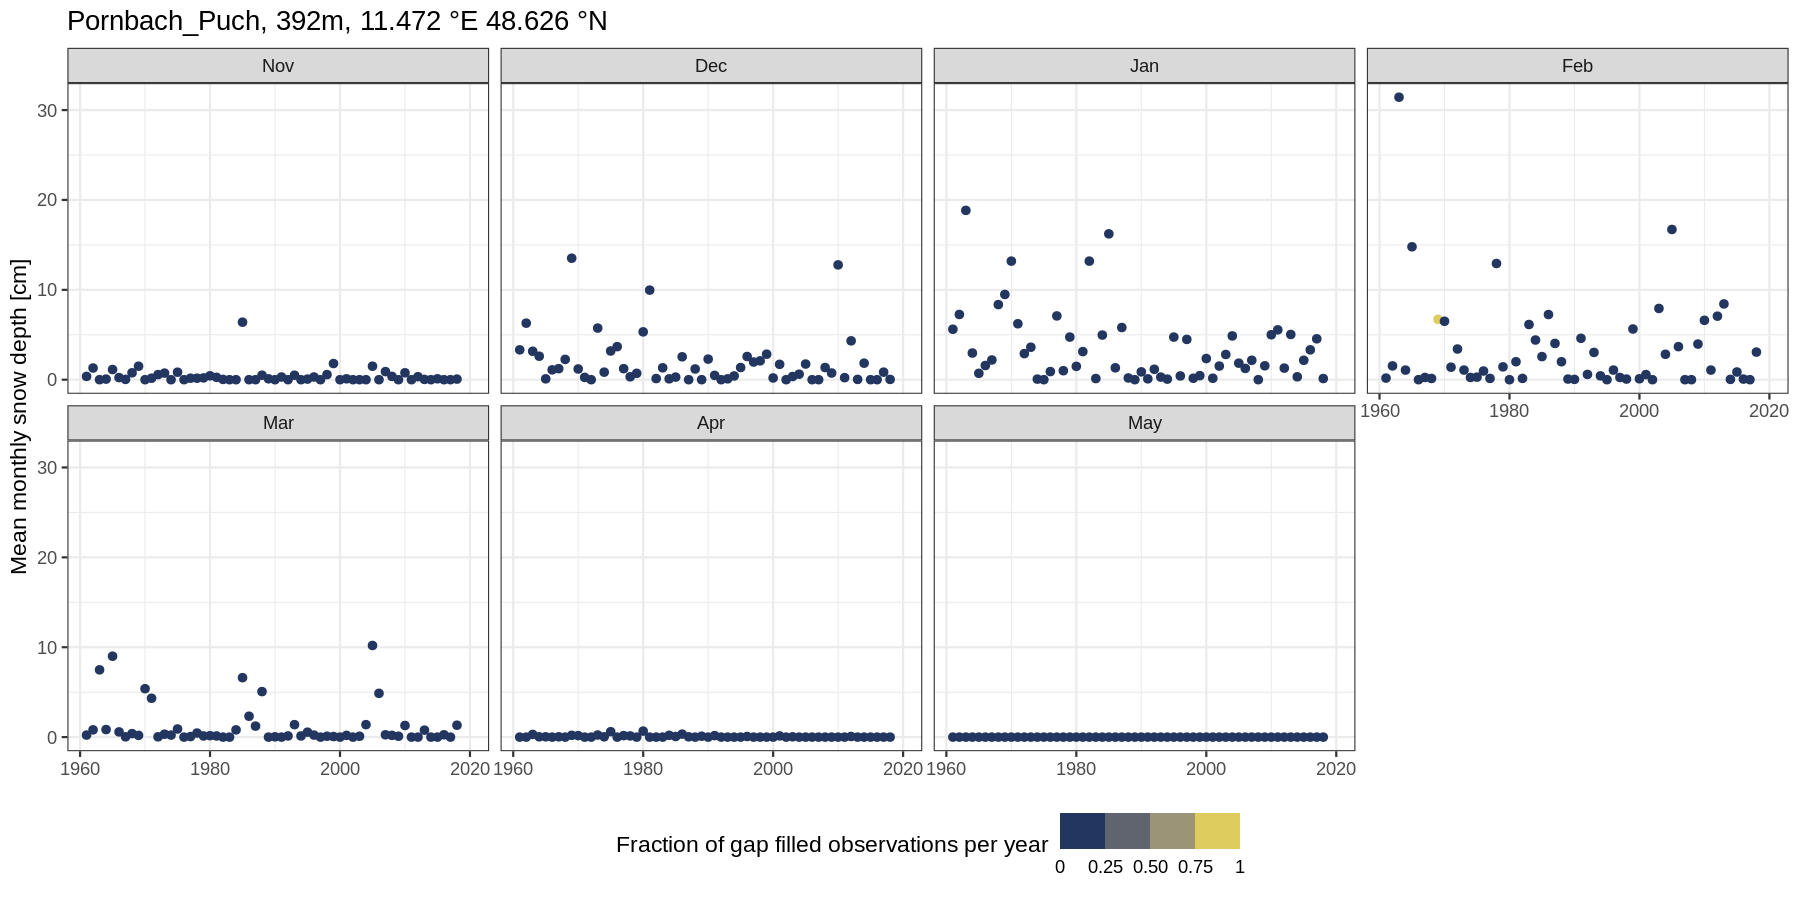 Pornbach_Puch, 392m, 11.472 °E 48.626 °N
Nov Dec Jan Feb
30
20
10
0
Mean monthly snow depth [cm]
1960 1980 2000 2020
Mar Apr May
30
20
10
0
1960 1980 2000 2020 1960 1980 2000 2020 1960 1980 2000 2020
Fraction of gap filled observations per year
0 0.25 0.50 0.75 1